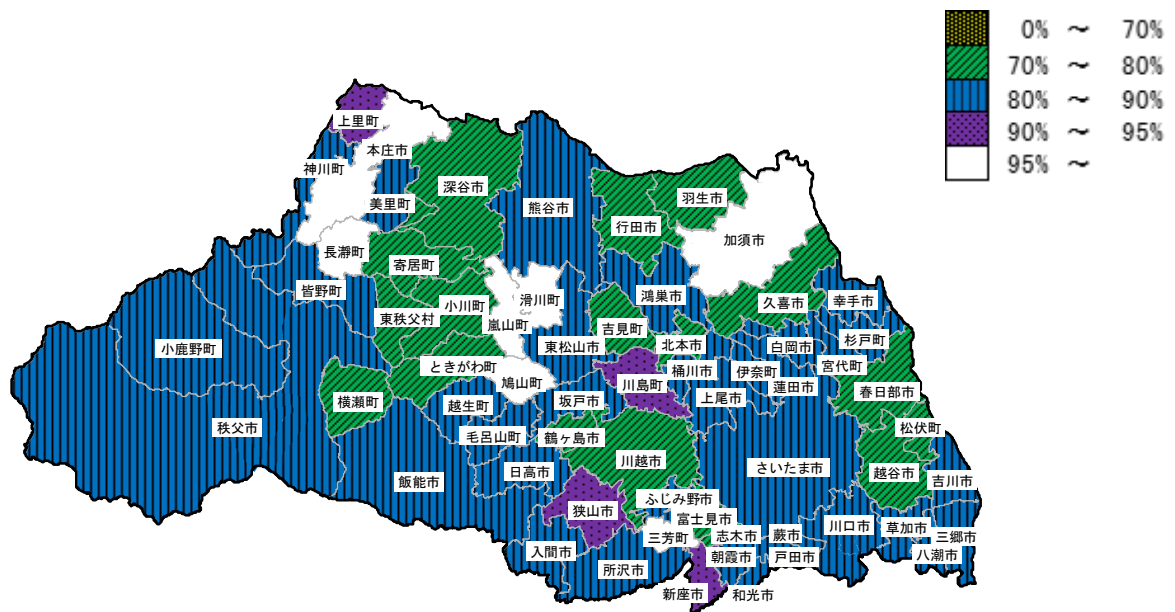 0% ～ 70%
70% ～ 80%
80% ～ 90%
90% ～ 95%
95% ～
上里町
本庄市
神川町
深谷市
美里町
熊谷市
羽生市
行田市
加須市
長瀞町
寄居町
皆野町
小川町
滑川町
鴻巣市
久喜市
幸手市
東秩父村
嵐山町
吉見町
小鹿野町
東松山市
北本市
白岡市
杉戸町
ときがわ町
桶川市
伊奈町
宮代町
鳩山町
川島町
蓮田市
春日部市
横瀬町
越生町
坂戸市
上尾市
秩父市
毛呂山町
鶴ヶ島市
松伏町
川越市
さいたま市
日高市
越谷市
飯能市
吉川市
狭山市
ふじみ野市
富士見市
川口市
草加市
三芳町
志木市
蕨市
三郷市
入間市
朝霞市
戸田市
八潮市
所沢市
新座市
和光市